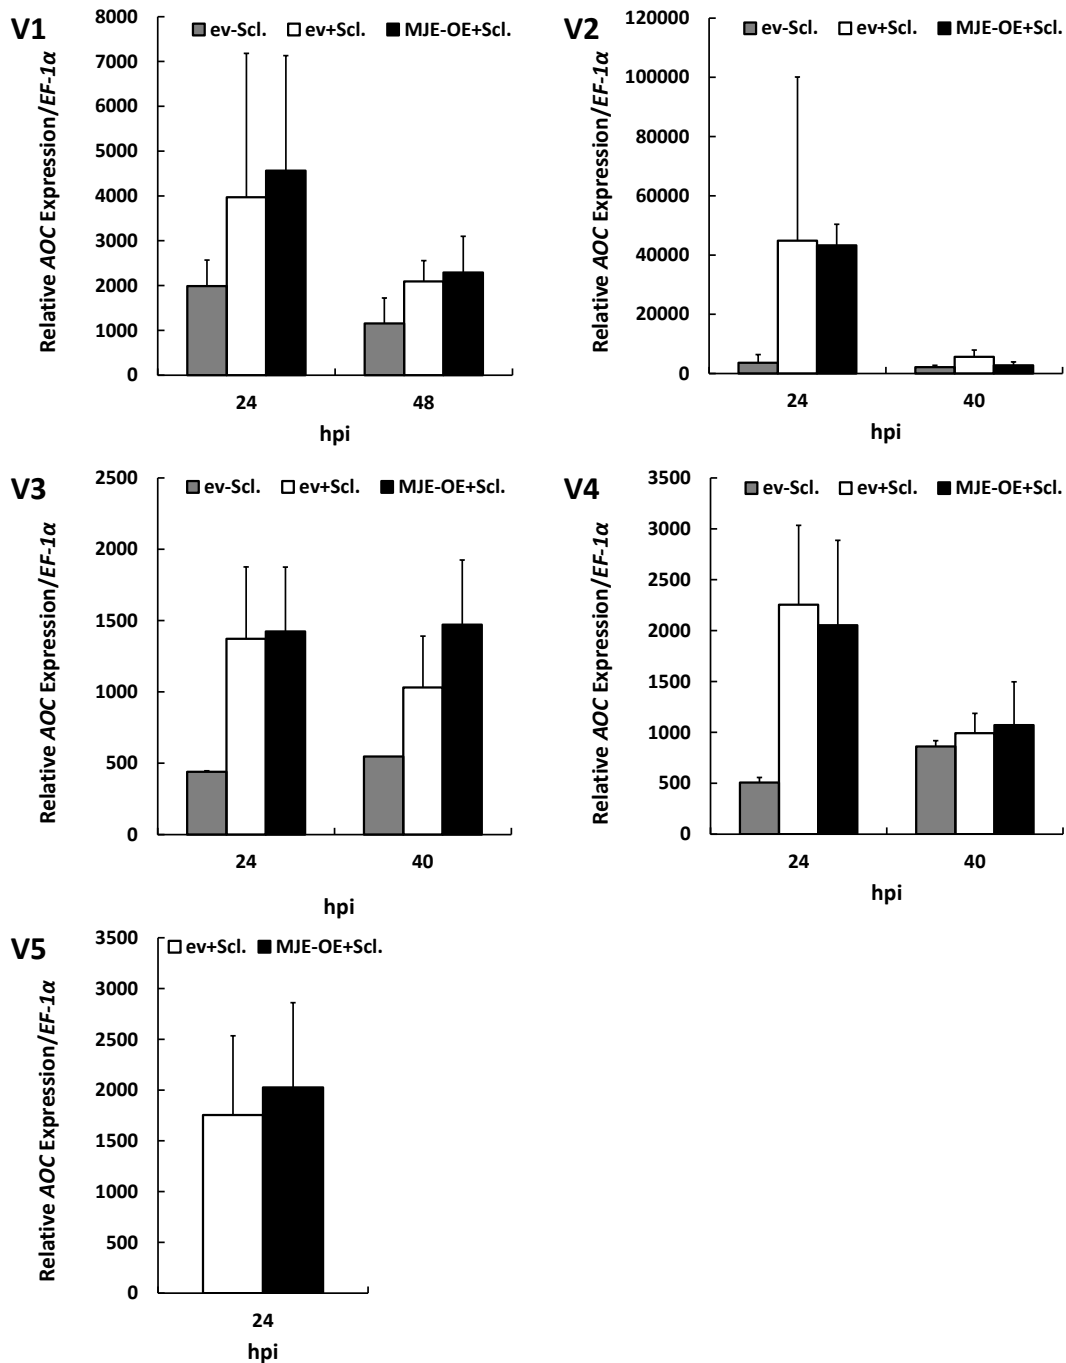 V1
ev-Scl. ev+Scl. MJE-OE+Scl.
Relative AOC Expression/EF-1α
8000
7000
6000
5000
4000
3000
2000
1000
0
24 48
hpi
V2
ev-Scl. ev+Scl. MJE-OE+Scl.
Relative AOC Expression/EF-1α
120000
100000
80000
60000
40000
20000
0
24 40
hpi
V3
ev-Scl. ev+Scl. MJE-OE+Scl.
Relative AOC Expression/EF-1α
2500
2000
1500
1000
500
0
24 40
hpi
V4
ev-Scl. ev+Scl. MJE-OE+Scl.
Relative AOC Expression/EF-1α
3500
3000
2500
2000
1500
1000
500
0
24 40
hpi
V5
ev+Scl. MJE-OE+Scl.
Relative AOC Expression/EF-1α
3500
3000
2500
2000
1500
1000
500
0
24
hpi